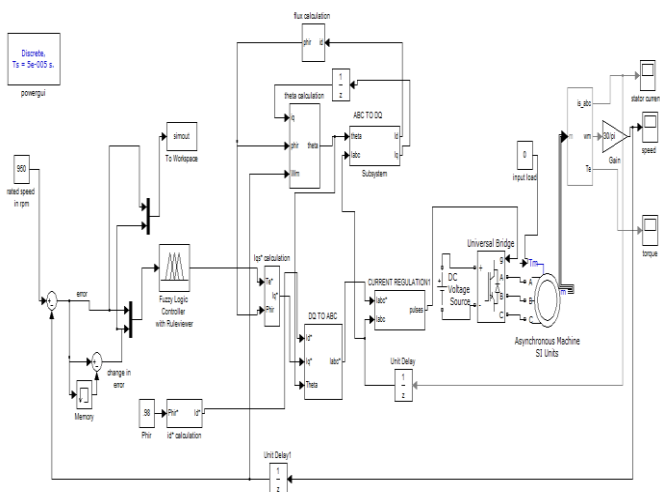 flux calculation
phir
id
Discrete,
Ts = 5e-005 s.
powergui
1
z
theta calculation
ABC TO DQ
iq
phir
Wm
theta
theta
Iabc
Id
Iq
Subsystem
simout
To Workspace
950
rated speed
in rpm
is_abc
m
wm
Te
30/pi
Gain
stator current
speed
torque
0
input load
Iqs* calculation
Te*
Iq*
Phir
Fuzzy Logic
Controller
with Ruleviewer
error
change in
error
Memory
DQ TO ABC
Id*
Iq*
Theta
Iabc*
CURRENT REGULATION1
Iabc*
Iabc
pulses
DC
Voltage
Source
Universal Bridge
g
+
-
A
B
C
Tm
m
A
B
C
Asynchronous Machine
SI Units
Unit Delay
1
z
.98
Phir
Phir*
Id*
id* calculation
Unit Delay1
1
z